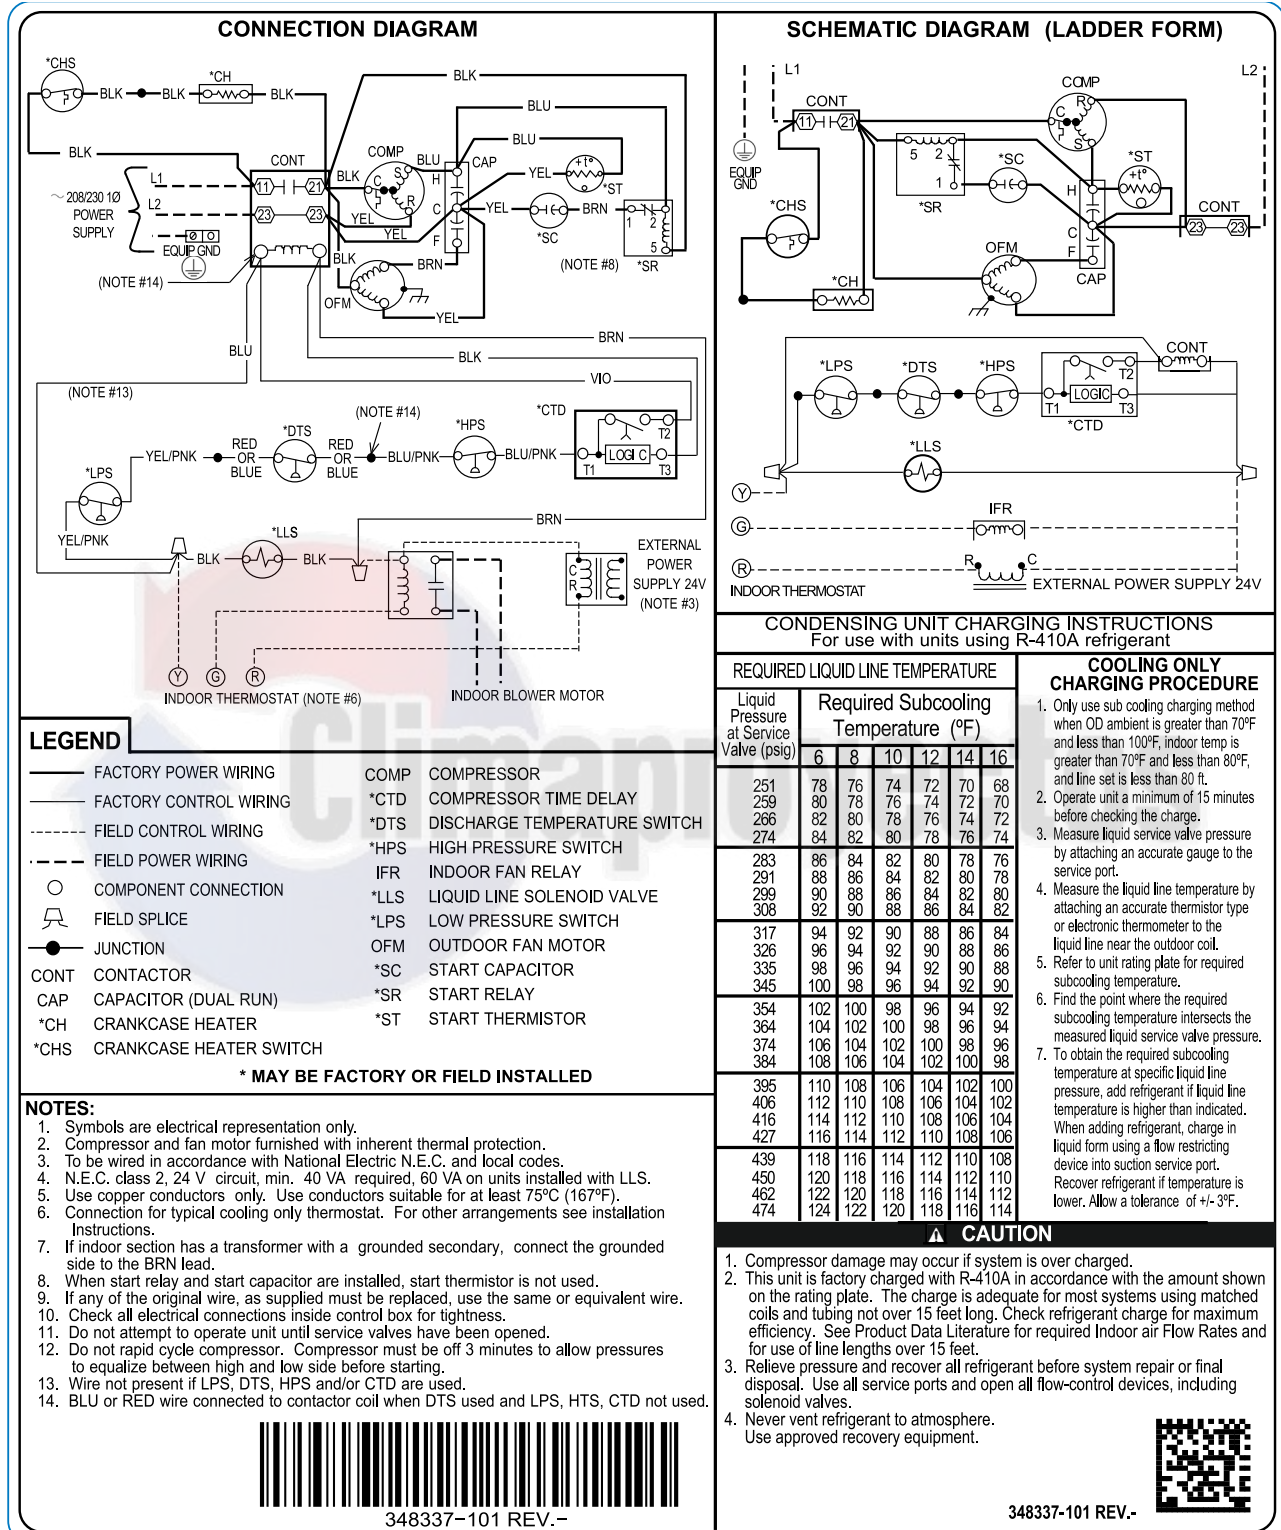 CONNECTION DIAGRAM
*CHS
*CH
BLK
BLK
BLK
BLK
BLU
BLK
BLU
COMP
BLU
CAP
CONT
BLK
H
YEL
+t°
*ST
C
S
R
L1
11
21
~ 208/230 1Ø
L2
POWER
SUPPLY
23
23
YEL
YEL
C
YEL
*SC
BRN
1
2
5
*SR
F
EQUIP GND
BLK
BRN
(NOTE #8)
(NOTE #14)
OFM
YEL
BRN
BLU
BLK
(NOTE #13)
VIO
(NOTE #14)
*CTD
*DTS
*HPS
RED
OR
BLUE
RED
OR
BLUE
YEL/PNK
BLU/PNK
BLU/PNK
T2
LOGIC
T1
T3
*LPS
BRN
YEL/PNK
*LLS
BLK
BLK
EXTERNAL
POWER
SUPPLY 24V
(NOTE #3)
C
R
Y
G
R
INDOOR THERMOSTAT (NOTE #6)
INDOOR BLOWER MOTOR
LEGEND
FACTORY POWER WIRING
FACTORY CONTROL WIRING
FIELD CONTROL WIRING
FIELD POWER WIRING
COMPONENT CONNECTION
FIELD SPLICE
JUNCTION
CONT CONTACTOR
CAP CAPACITOR (DUAL RUN)
*CH CRANKCASE HEATER
*CHS CRANKCASE HEATER SWITCH
COMP COMPRESSOR
*CTD COMPRESSOR TIME DELAY
*DTS DISCHARGE TEMPERATURE SWITCH
*HPS HIGH PRESSURE SWITCH
IFR INDOOR FAN RELAY
*LLS LIQUID LINE SOLENOID VALVE
*LPS LOW PRESSURE SWITCH
OFM OUTDOOR FAN MOTOR
*SC START CAPACITOR
*SR START RELAY
*ST START THERMISTOR
* MAY BE FACTORY OR FIELD INSTALLED
NOTES:
1. Symbols are electrical representation only.
2. Compressor and fan motor furnished with inherent thermal protection.
3. To be wired in accordance with National Electric N.E.C. and local codes.
4. N.E.C. class 2, 24 V circuit, min. 40 VA required, 60 VA on units installed with LLS.
5. Use copper conductors only. Use conductors suitable for at least 75ºC (167ºF).
6. Connection for typical cooling only thermostat. For other arrangements see installation
Instructions.
7. If indoor section has a transformer with a grounded secondary, connect the grounded
side to the BRN lead.
8. When start relay and start capacitor are installed, start thermistor is not used.
9. If any of the original wire, as supplied must be replaced, use the same or equivalent wire.
10. Check all electrical connections inside control box for tightness.
11. Do not attempt to operate unit until service valves have been opened.
12. Do not rapid cycle compressor. Compressor must be off 3 minutes to allow pressures
to equalize between high and low side before starting.
13. Wire not present if LPS, DTS, HPS and/or CTD are used.
14. BLU or RED wire connected to contactor coil when DTS used and LPS, HTS, CTD not used.
348337-101 REV.-
SCHEMATIC DIAGRAM (LADDER FORM)
L1
L2
COMP
CONT
11
21
R
C
S
5 2
1
*SR
*SC
*ST
+t°
H
EQUIP
GND
*CHS
CONT
23
23
C
F
OFM
CAP
*CH
CONT
*LPS
*DTS
*HPS
T2
LOGIC
T1
T3
*CTD
*LLS
Y
IFR
G
R
C
R
INDOOR THERMOSTAT
EXTERNAL POWER SUPPLY 24V
CONDENSING UNIT CHARGING INSTRUCTIONS
For use with units using R-410A refrigerant
REQUIRED LIQUID LINE TEMPERATURE
Liquid
Pressure
at Service
Valve (psig)
Required Subcooling
Temperature (ºF)
6 8 10 12 14 16
251 78 76 74 72 70 68
259 80 78 76 74 72 70
266 82 80 78 76 74 72
274 84 82 80 78 76 74
283 86 84 82 80 78 76
291 88 86 84 82 80 78
299 90 88 86 84 82 80
308 92 90 88 86 84 82
317 94 92 90 88 86 84
326 96 94 92 90 88 86
335 98 96 94 92 90 88
345 100 98 96 94 92 90
354 102 100 98 96 94 92
364 104 102 100 98 96 94
374 106 104 102 100 98 96
384 108 106 104 102 100 98
395 110 108 106 104 102 100
406 112 110 108 106 104 102
416 114 112 110 108 106 104
427 116 114 112 110 108 106
439 118 116 114 112 110 108
450 120 118 116 114 112 110
462 122 120 118 116 114 112
474 124 122 120 118 116 114
COOLING ONLY
CHARGING PROCEDURE
1. Only use sub cooling charging method
when OD ambient is greater than 70ºF
and less than 100ºF, indoor temp is
greater than 70ºF and less than 80ºF,
and line set is less than 80 ft.
2. Operate unit a minimum of 15 minutes
before checking the charge.
3. Measure liquid service valve pressure
by attaching an accurate gauge to the
service port.
4. Measure the liquid line temperature by
attaching an accurate thermistor type
or electronic thermometer to the
liquid line near the outdoor coil.
5. Refer to unit rating plate for required
subcooling temperature.
6. Find the point where the required
subcooling temperature intersects the
measured liquid service valve pressure.
7. To obtain the required subcooling
temperature at specific liquid line
pressure, add refrigerant if liquid line
temperature is higher than indicated.
When adding refrigerant, charge in
liquid form using a flow restricting
device into suction service port.
Recover refrigerant if temperature is
lower. Allow a tolerance of +/- 3ºF.
CAUTION
1. Compressor damage may occur if system is over charged.
2. This unit is factory charged with R-410A in accordance with the amount shown
on the rating plate. The charge is adequate for most systems using matched
coils and tubing not over 15 feet long. Check refrigerant charge for maximum
efficiency. See Product Data Literature for required Indoor air Flow Rates and
for use of line lengths over 15 feet.
3. Relieve pressure and recover all refrigerant before system repair or final
disposal. Use all service ports and open all flow-control devices, including
solenoid valves.
4. Never vent refrigerant to atmosphere.
Use approved recovery equipment.
348337-101 REV.-
Climaproyects